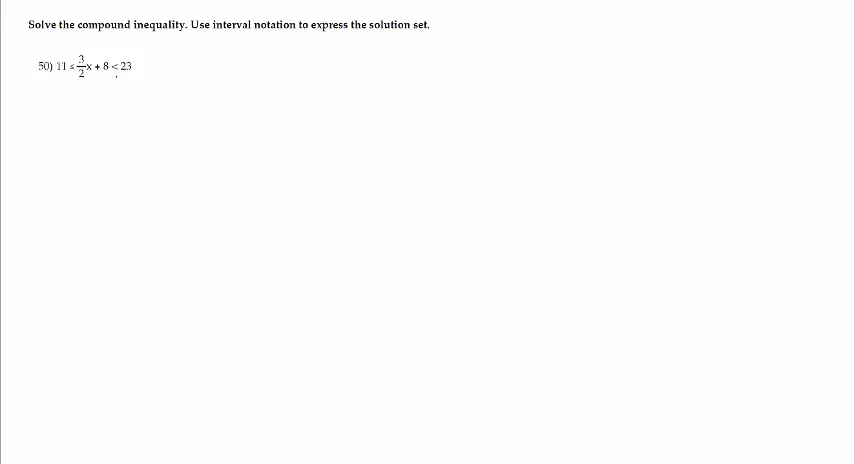 Solve the compound inequality. Use interval notation to express the solution set.
50) 11 ≤ 3/2x + 8 < 23